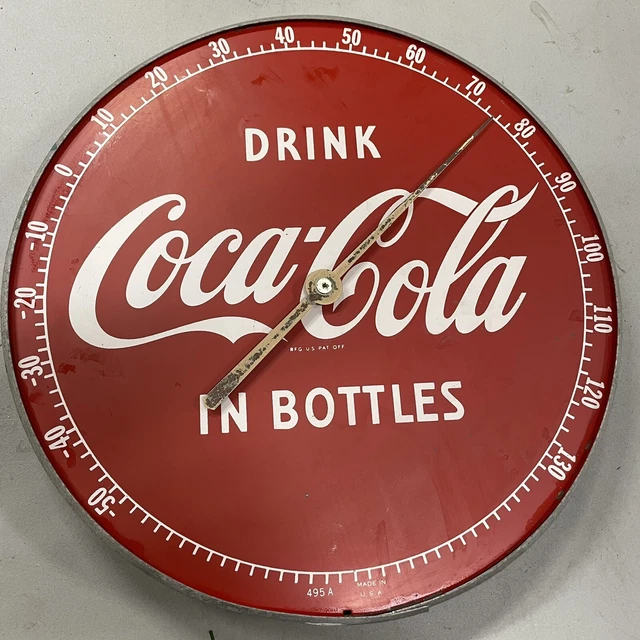 -50
-40
-30
-20
-10
0
10
20
30
40
50
60
70
80
90
100
110
120
130
DRINK
Coca-Cola
REG. U.S. PAT. OFF.
IN BOTTLES
495 A
MADE IN
U.S.A.